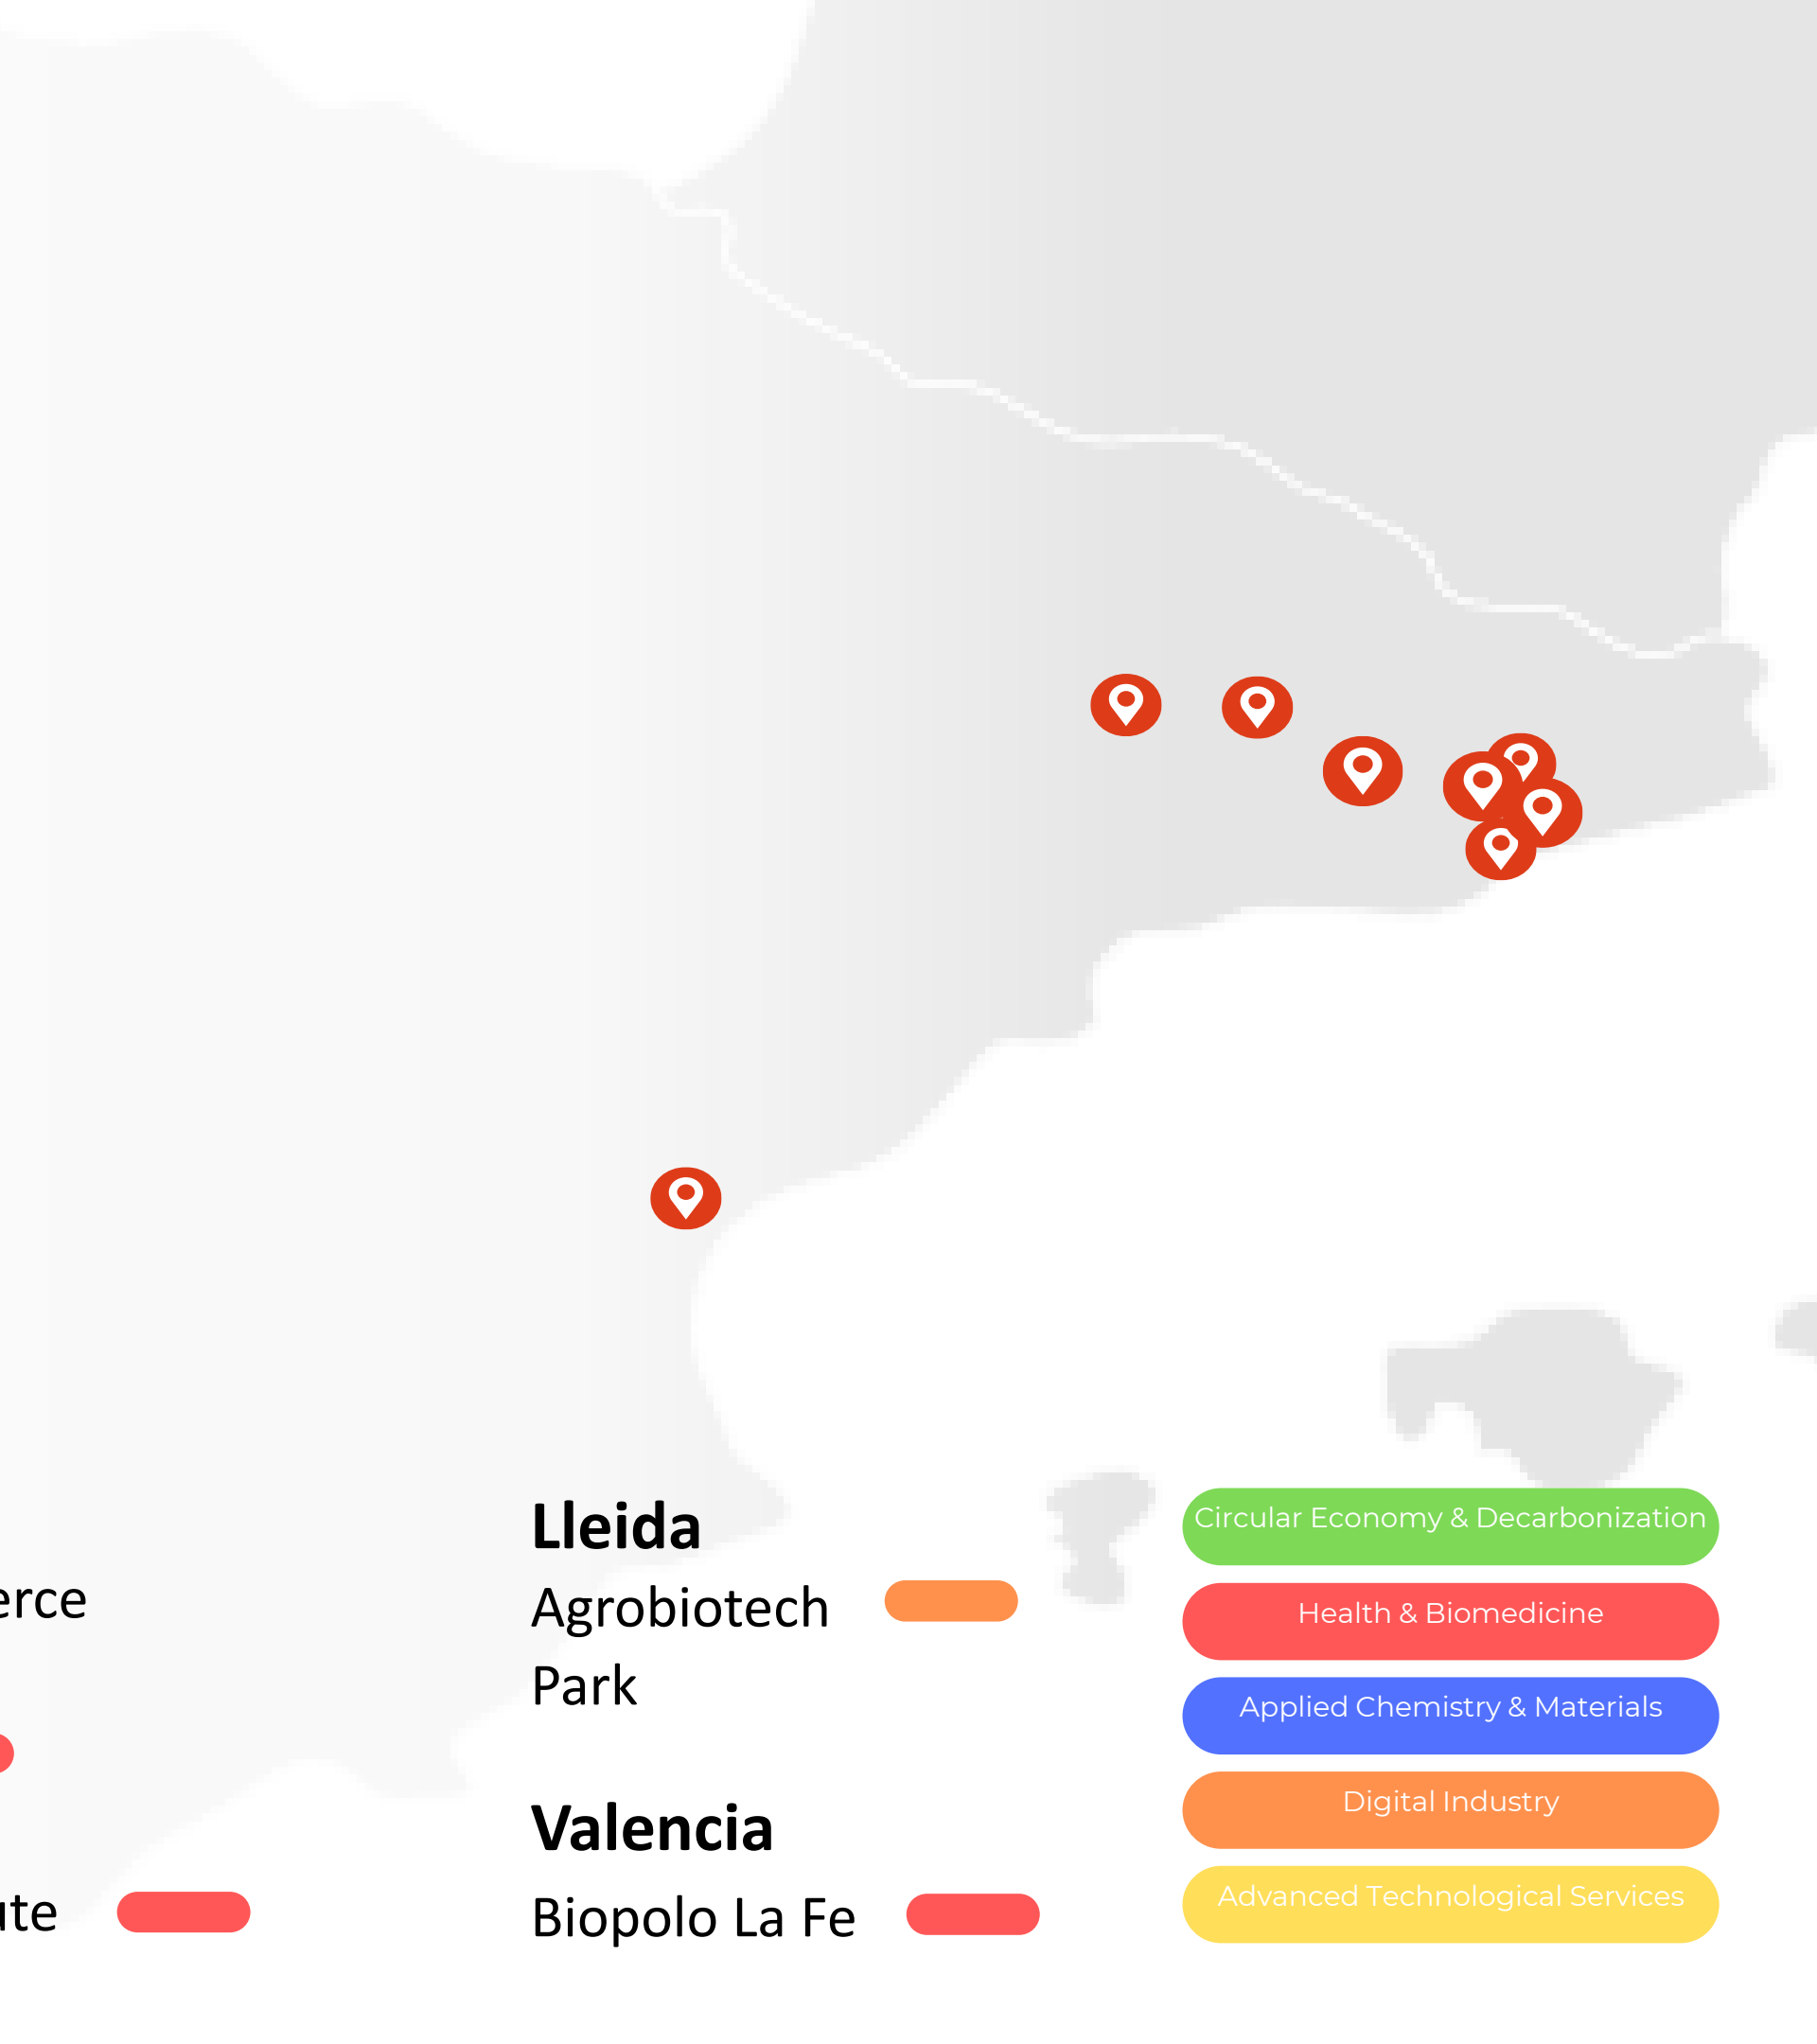 erce
ute
Lleida
Agrobiotech
Park
Valencia
Biopolo La Fe
Circular Economy & Decarbonization
Health & Biomedicine
Applied Chemistry & Materials
Digital Industry
Advanced Technological Services